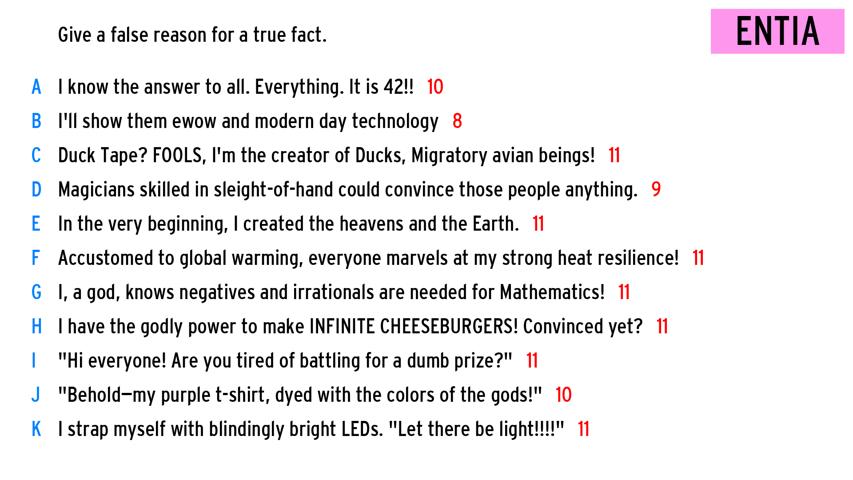 Give a false reason for a true fact.
ENTIA
A I know the answer to all. Everything. It is 42!! 10
B I'll show them ewow and modern day technology 8
C Duck Tape? FOOLS, I'm the creator of Ducks, Migratory avian beings! 11
D Magicians skilled in sleight-of-hand could convince those people anything. 9
E In the very beginning, I created the heavens and the Earth. 11
F Accustomed to global warming, everyone marvels at my strong heat resilience! 11
G I, a god, knows negatives and irrationals are needed for Mathematics! 11
H I have the godly power to make INFINITE CHEESEBURGERS! Convinced yet? 11
I "Hi everyone! Are you tired of battling for a dumb prize?" 11
J "Behold—my purple t-shirt, dyed with the colors of the gods!" 10
K I strap myself with blindingly bright LEDs. "Let there be light!!!!" 11